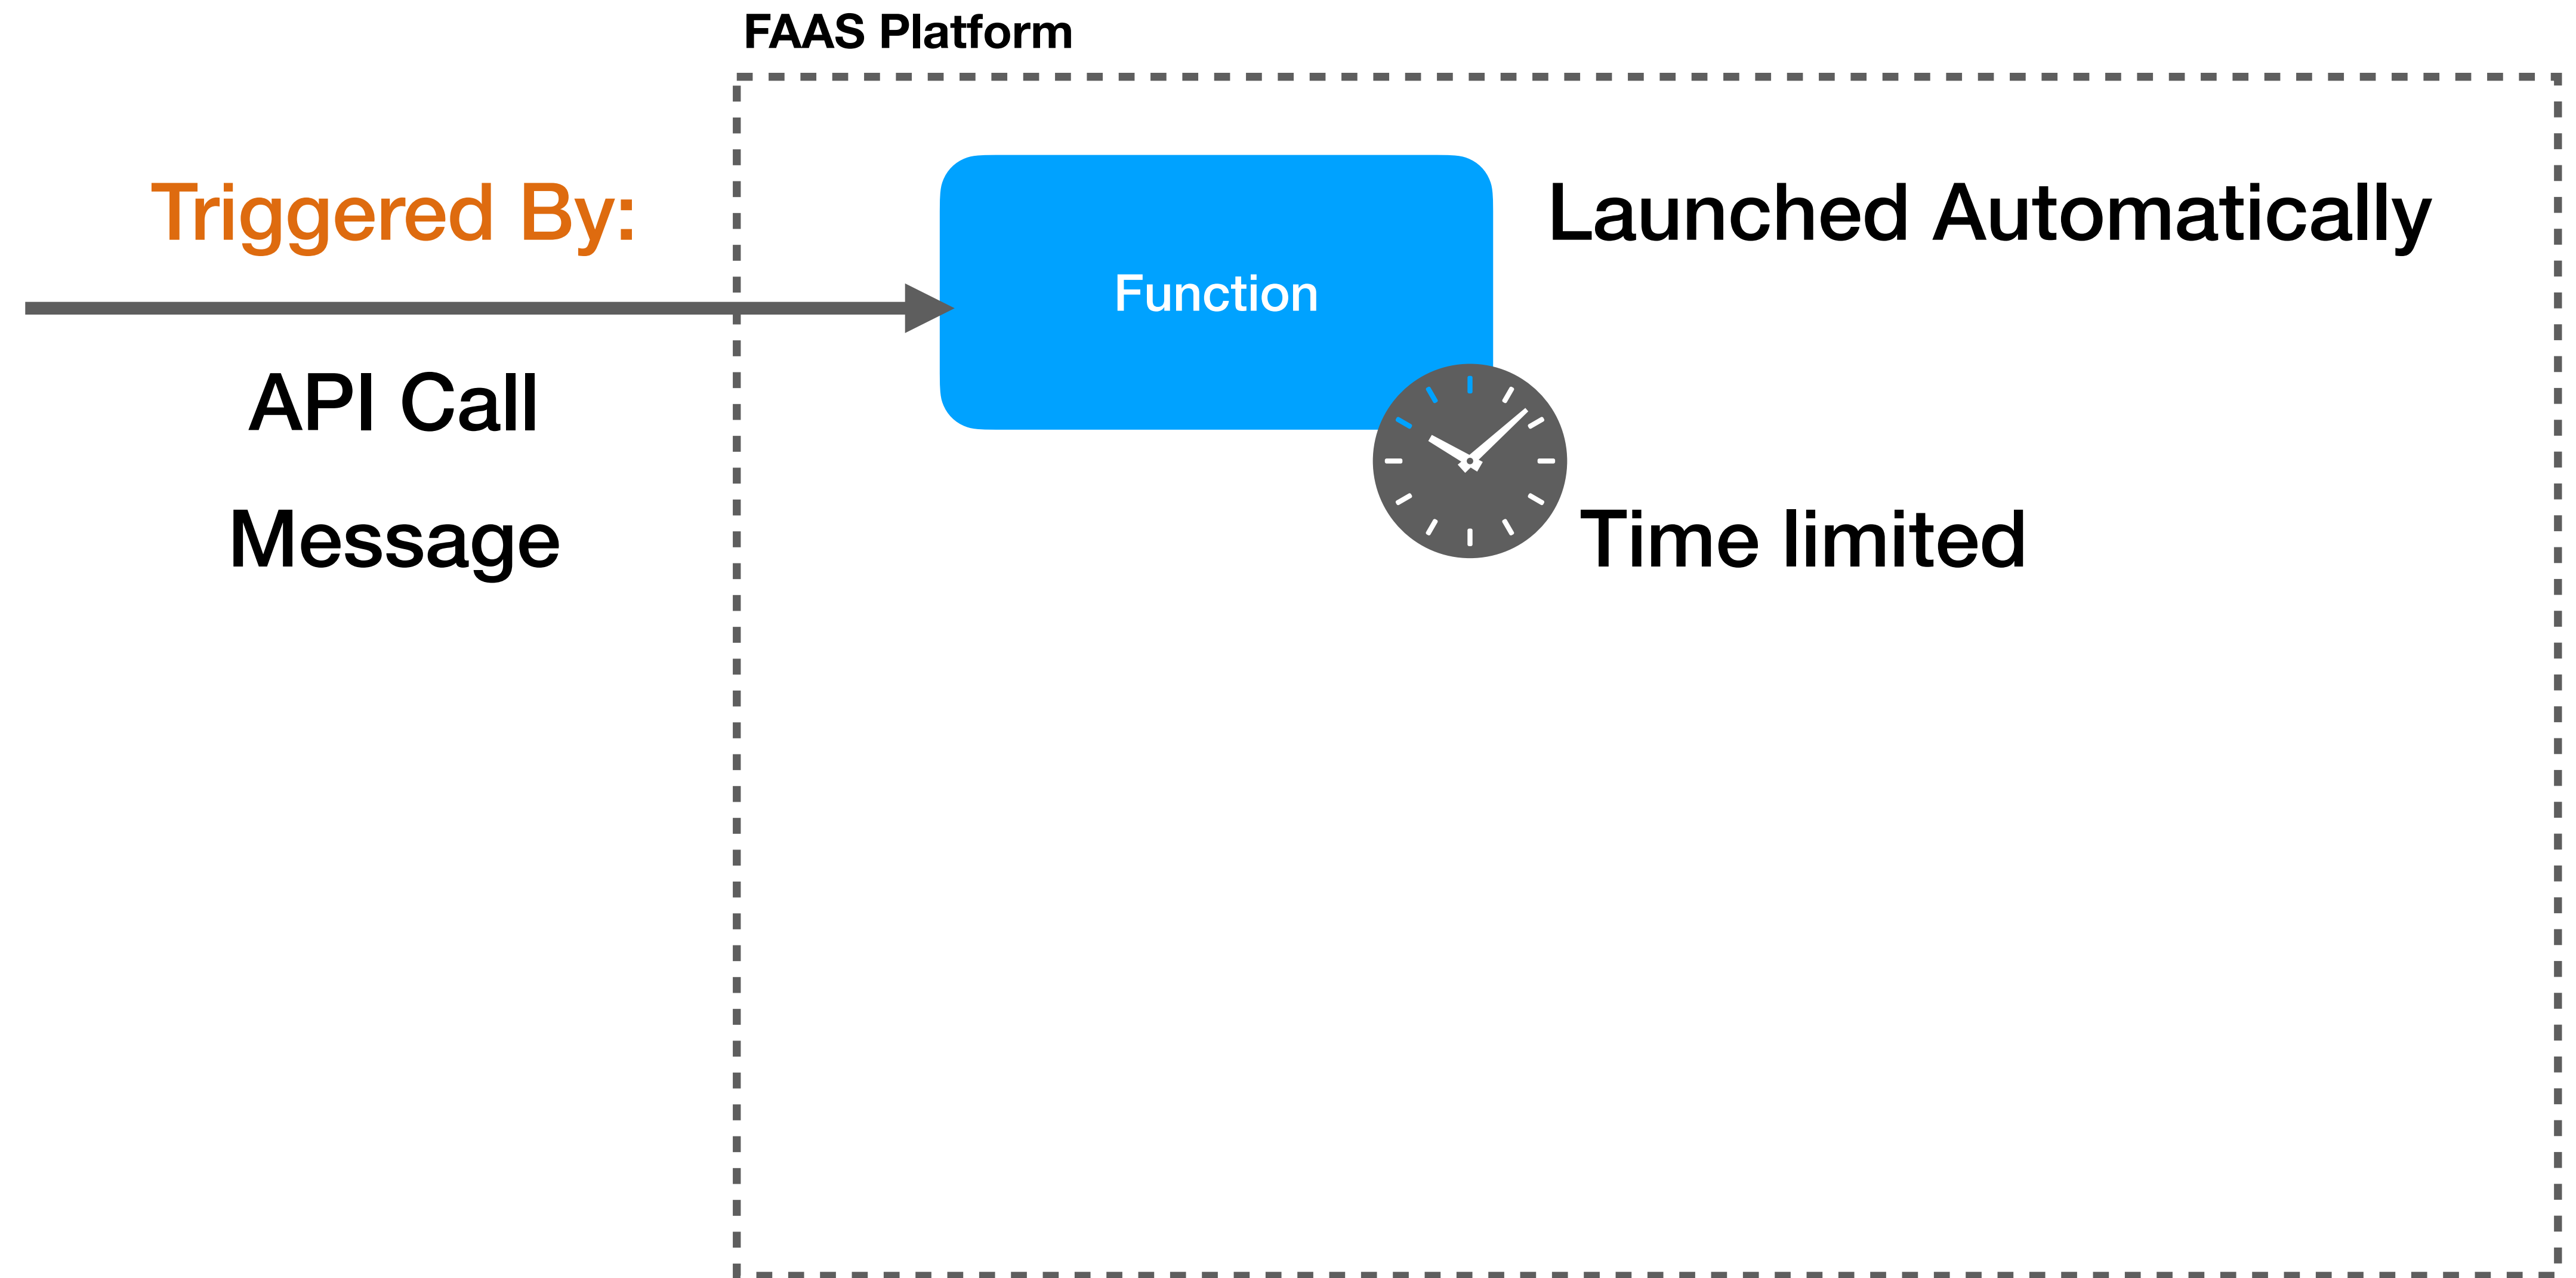 FAAS Platform
Triggered By:
Launched Automatically
Function
API Call
Message
Time limited